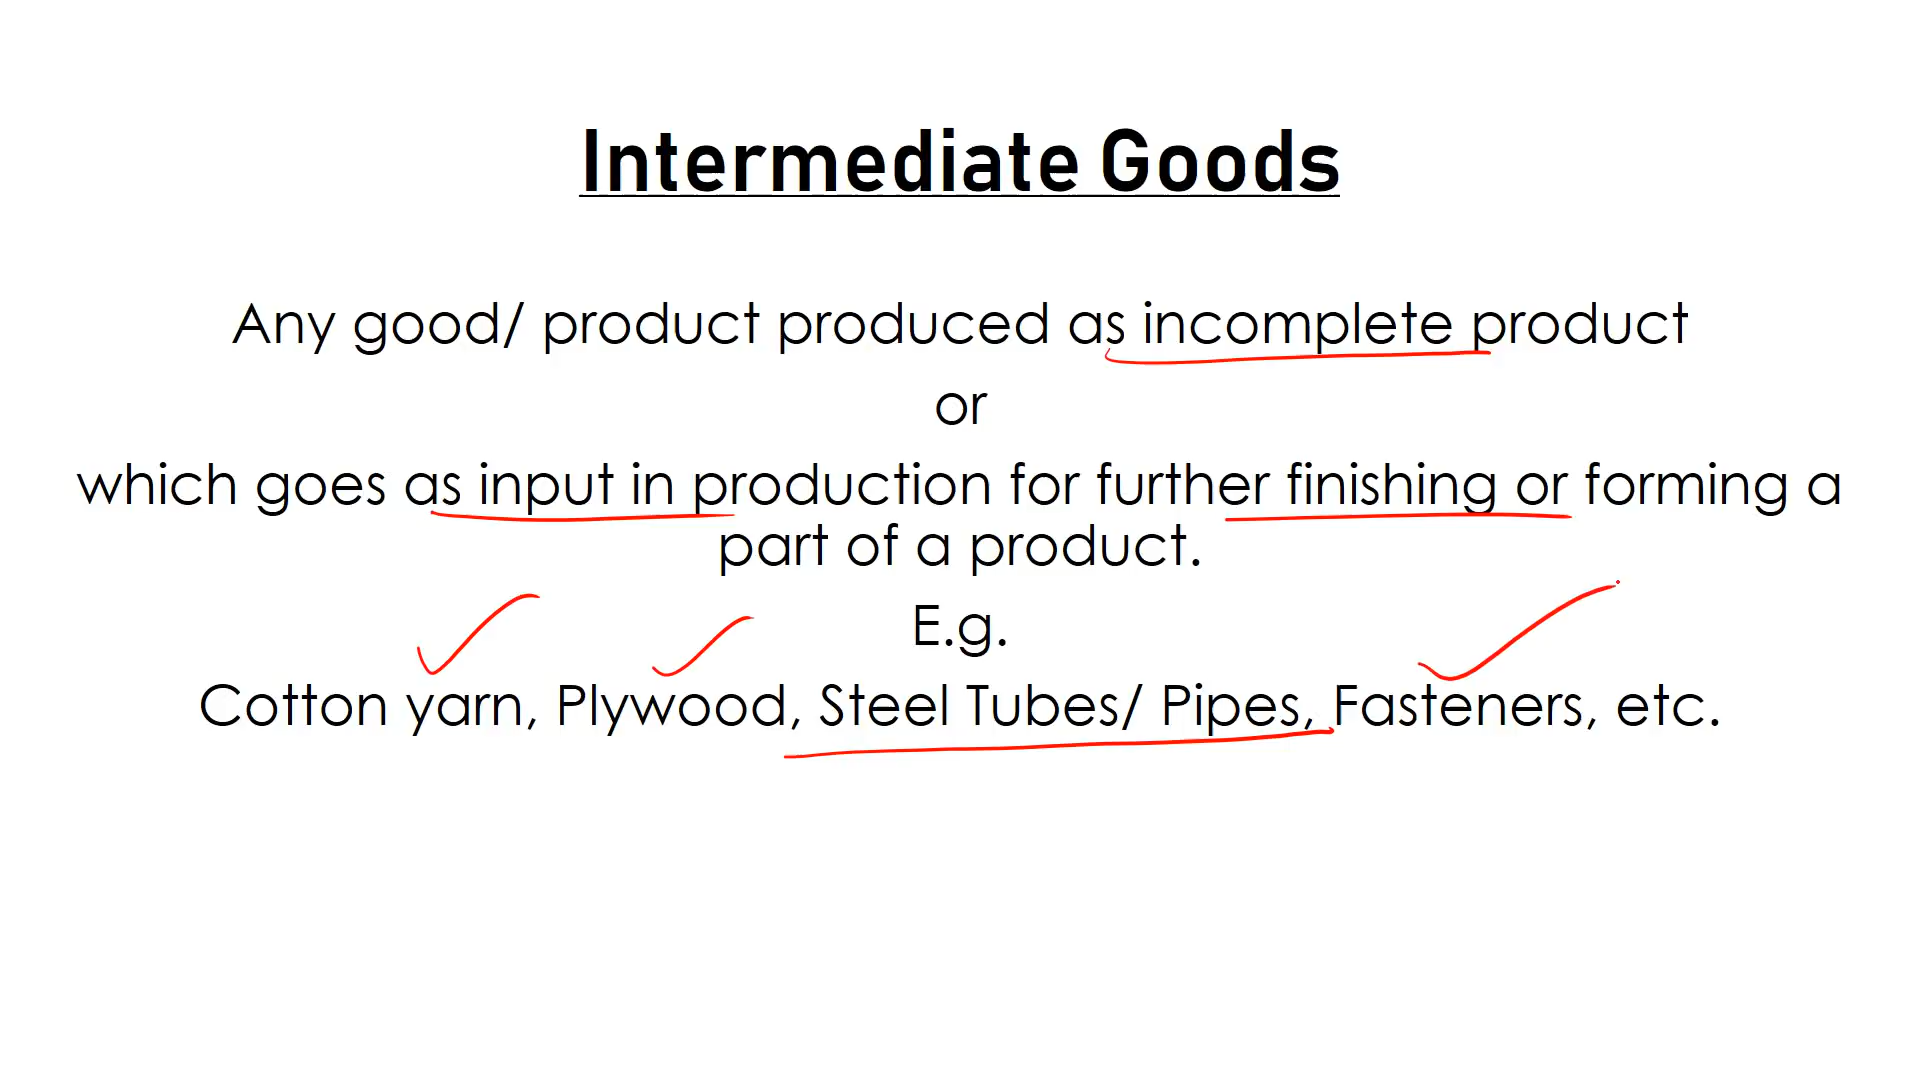 Intermediate Goods
Any good/ product produced as incomplete product
or
which goes as input in production for further finishing or forming a
part of a product.
E.g.
Cotton yarn, Plywood, Steel Tubes/ Pipes, Fasteners, etc.